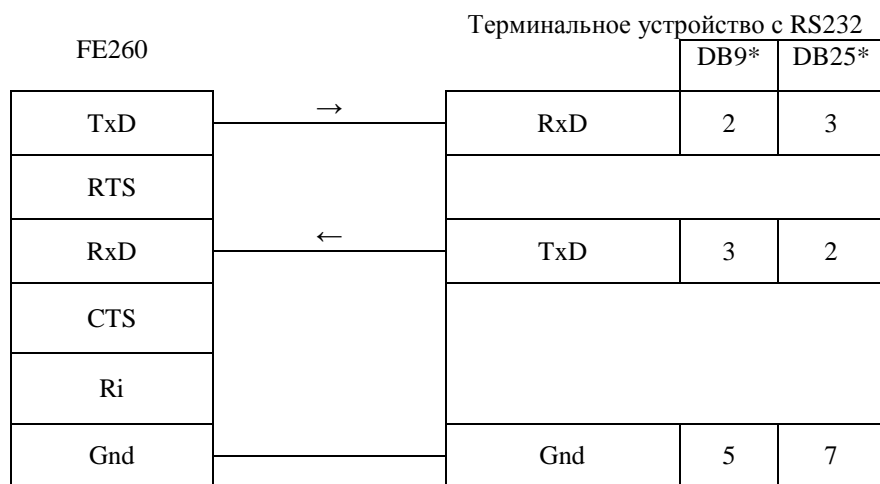 Терминальное устройство с RS232
FE260
DB9* DB25*
TxD → RxD 2 3
RTS
RxD ← TxD 3 2
CTS
Ri
Gnd Gnd 5 7